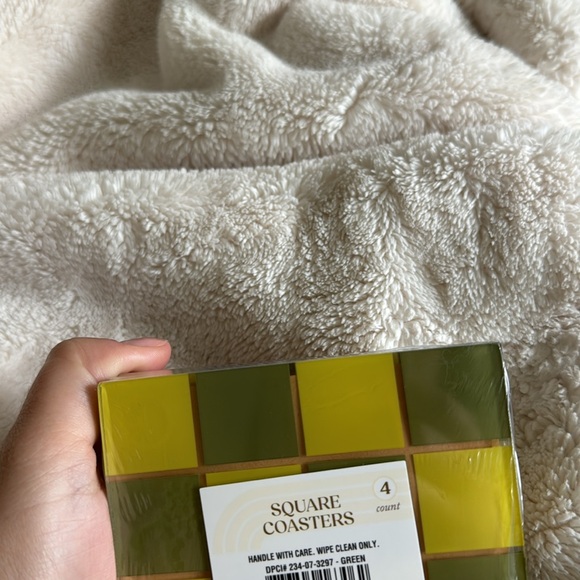 SQUARE
COASTERS
4
count
HANDLE WITH CARE. WIPE CLEAN ONLY.
DPCI# 234-07-3297 - GREEN